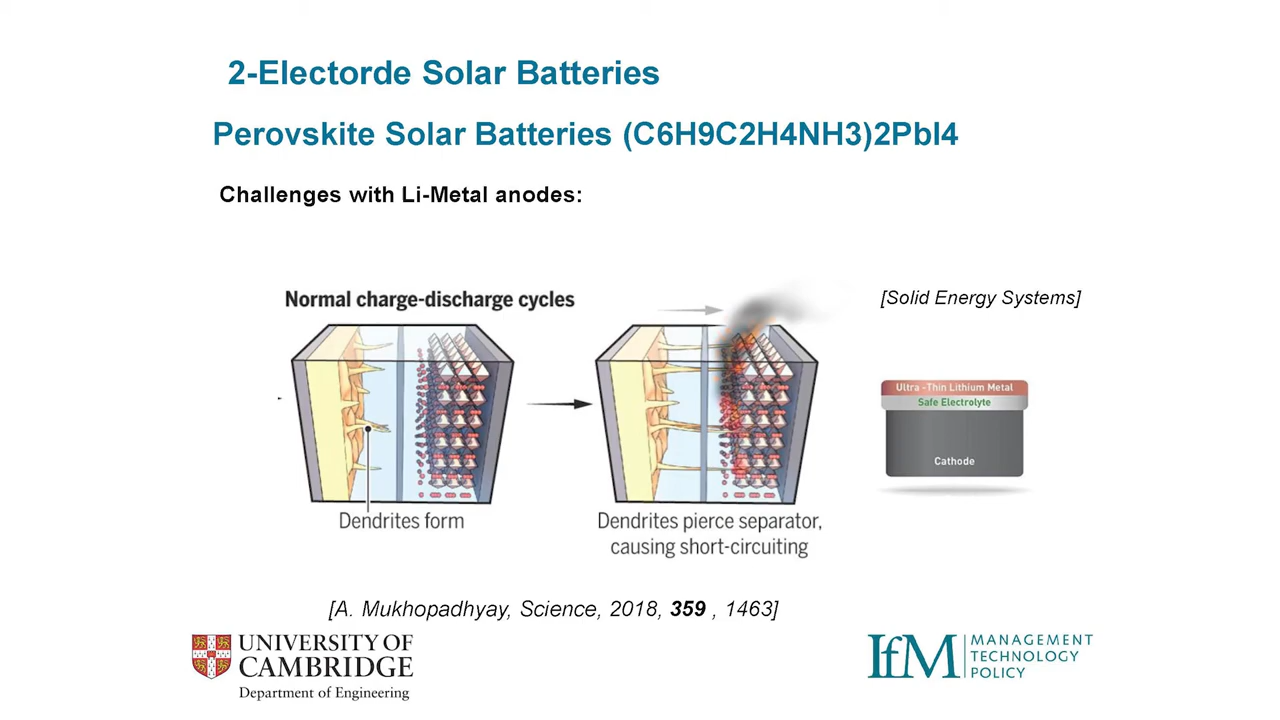 2-Electorde Solar Batteries
Perovskite Solar Batteries (C6H9C2H4NH3)2PbI4
Challenges with Li-Metal anodes:
Normal charge-discharge cycles
[Solid Energy Systems]
Ultra -Thin Lithium Metal
Safe Electrolyte
Cathode
Dendrites form
Dendrites pierce separator,
causing short-circuiting
[A. Mukhopadhyay, Science, 2018, 359 , 1463]
UNIVERSITY OF
CAMBRIDGE
Department of Engineering
IfM
MANAGEMENT
TECHNOLOGY
POLICY